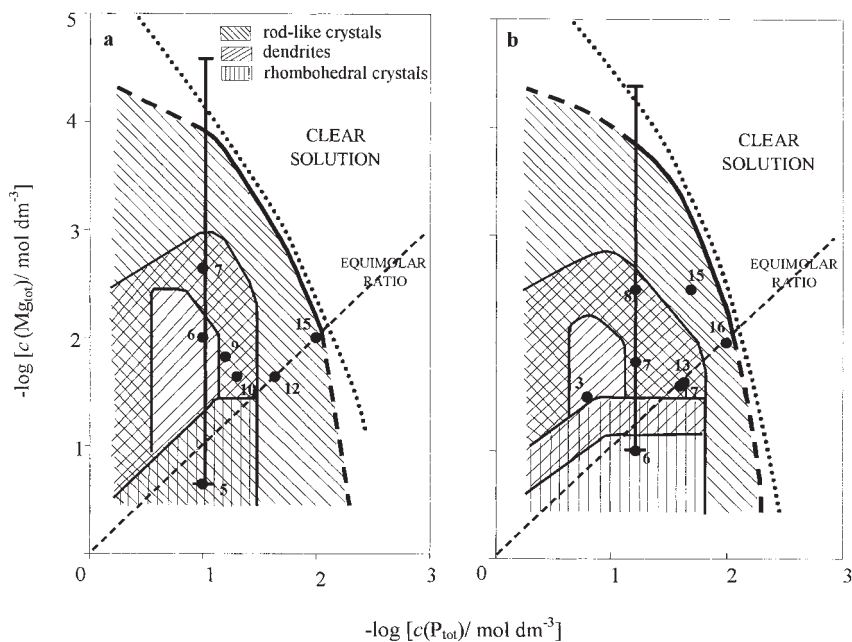 -log [c(Mg_tot)/ mol dm⁻³]
5
4
3
2
1
0
1
2
3
a
rod-like crystals
dendrites
rhombohedral crystals
CLEAR
SOLUTION
EQUIMOLAR
RATIO
7
6
9
10
12
15
5
b
CLEAR
SOLUTION
EQUIMOLAR
RATIO
15
8
16
7
13
7
3
6
0
1
2
3
-log [c(P_tot)/ mol dm⁻³]